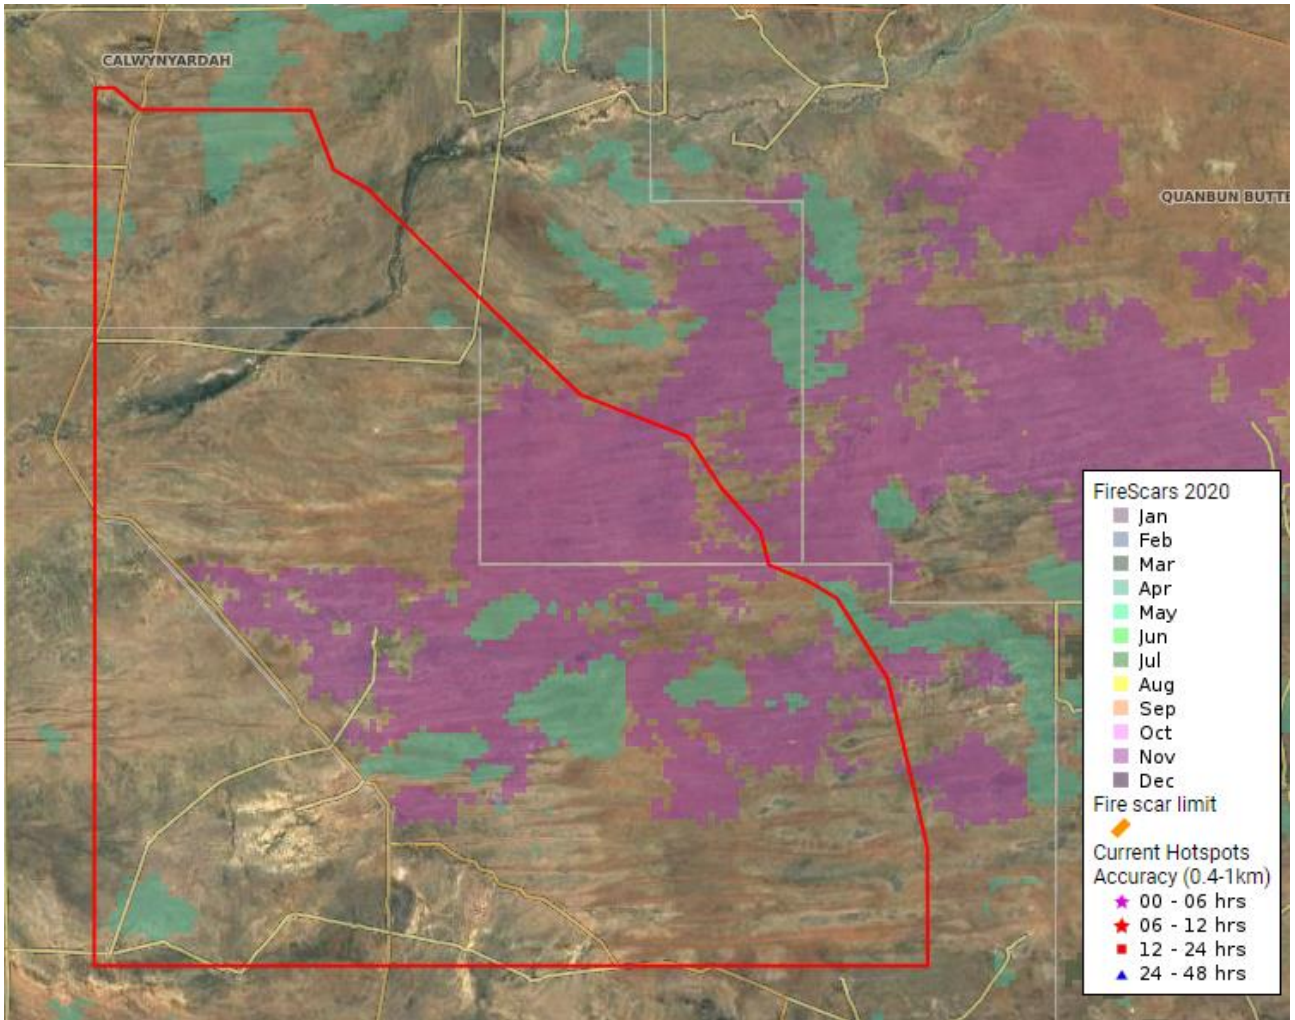 CALWYNYARDAH
QUANBUN BUTTE
FireScars 2020
Jan
Feb
Mar
Apr
May
Jun
Jul
Aug
Sep
Oct
Nov
Dec
Fire scar limit
Current Hotspots
Accuracy (0.4-1km)
00 - 06 hrs
06 - 12 hrs
12 - 24 hrs
24 - 48 hrs